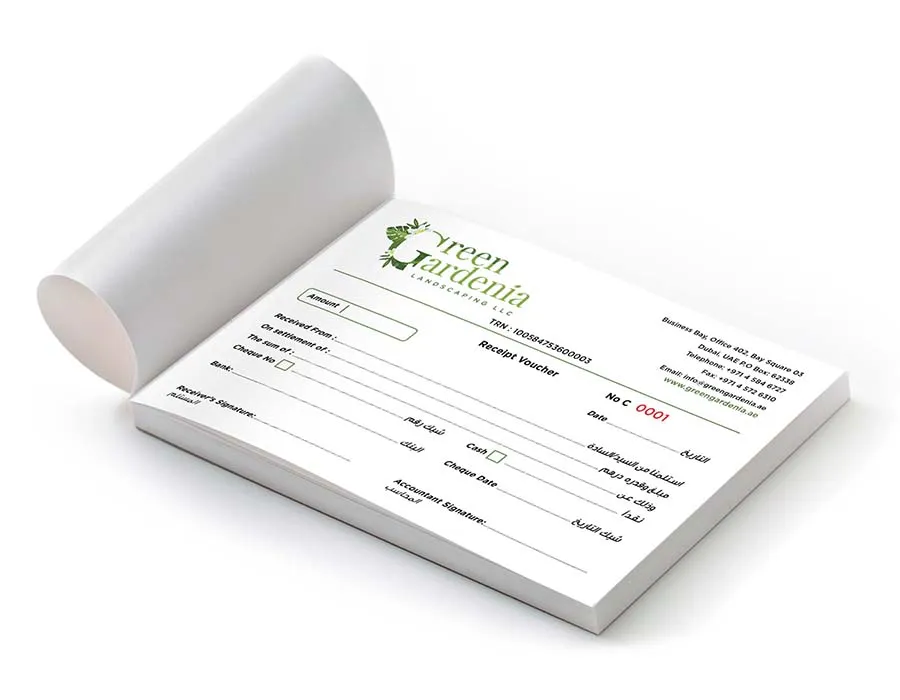 Green
Gardenia
LANDSCAPING LLC
Business Bay, Office 402, Bay Square 03
Dubai, UAE P.O Box: 62338
Telephone: +971 4 584 6727
Fax: +971 4 572 6310
Email: info@greengardenia.ae
www.greengardenia.ae
TRN : 100584753600003
Receipt Voucher
Amount
No C 0001
Date التاريخ
Received From : استلمنا من السيد/السادة
The sum of : مبلغ وقدره درهم
On settlement of : وذلك عن
Cheque No شيك رقم Cash نقداً
Bank: البنك Cheque Date شيك التاريخ
Receiver's Signature: Accountant Signature:
المستلم المحاسب